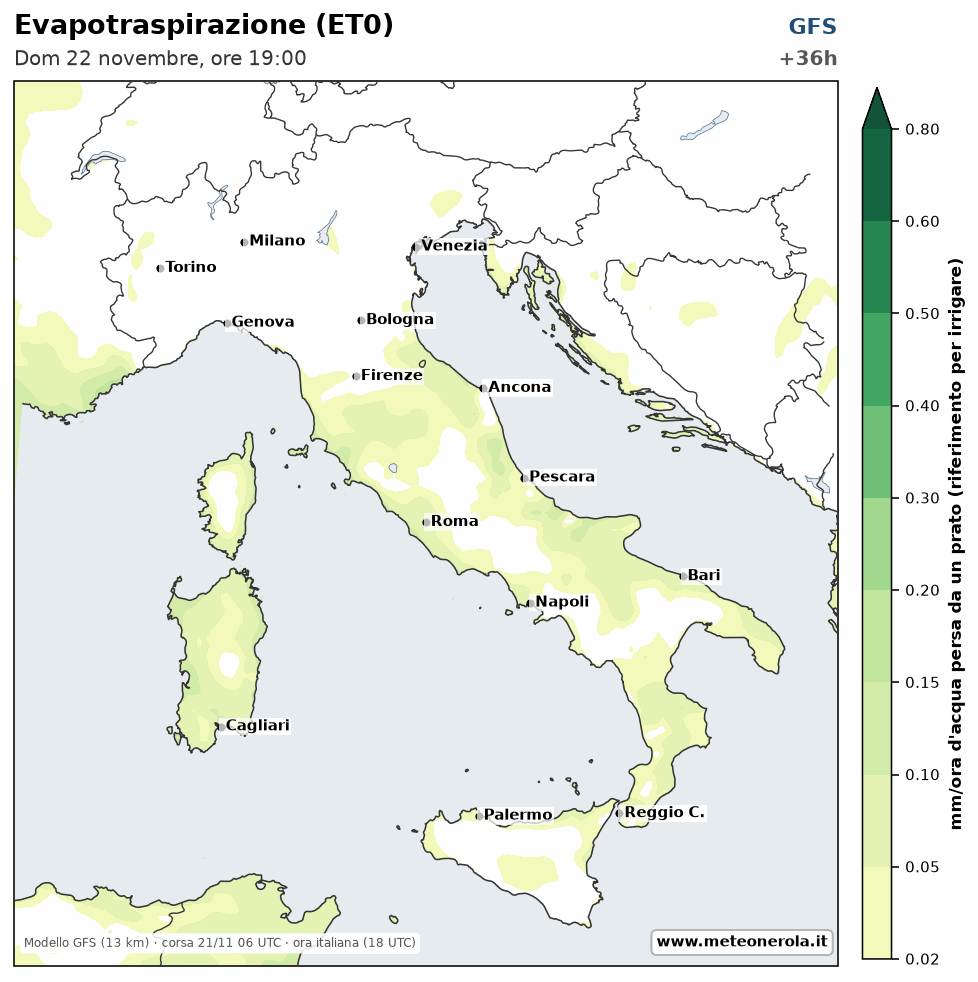 Evapotraspirazione (ET0)
GFS
Dom 22 novembre, ore 19:00
+36h
0.80
0.60
0.50
0.40
0.30
0.20
0.15
0.10
0.05
0.02
mm/ora d'acqua persa da un prato (riferimento per irrigare)
Milano
Venezia
Torino
Genova
Bologna
Firenze
Ancona
Pescara
Roma
Bari
Napoli
Cagliari
Palermo
Reggio C.
Modello GFS (13 km) · corsa 21/11 06 UTC · ora italiana (18 UTC)
www.meteonerola.it